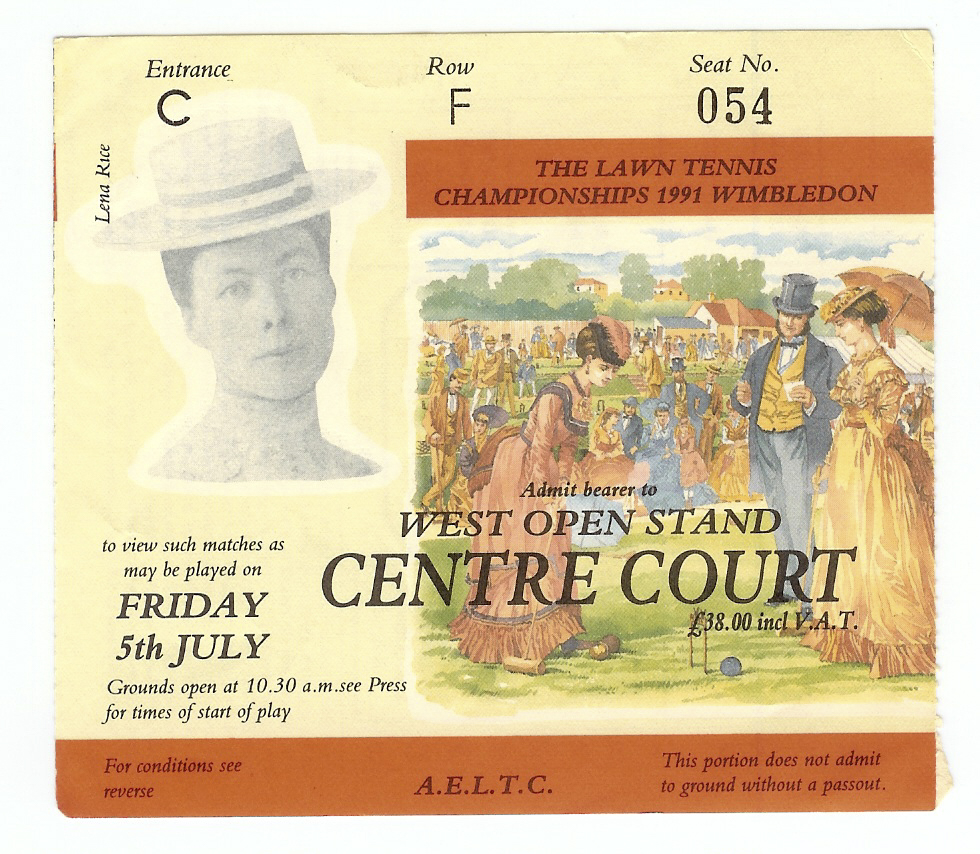 Entrance
C
Row
F
Seat No.
054
Lena Rice
THE LAWN TENNIS
CHAMPIONSHIPS 1991 WIMBLEDON
Admit bearer to
WEST OPEN STAND
CENTRE COURT
£38.00 incl V.A.T.
to view such matches as
may be played on
FRIDAY
5th JULY
Grounds open at 10.30 a.m.see Press
for times of start of play
For conditions see
reverse
A.E.L.T.C.
This portion does not admit
to ground without a passout.